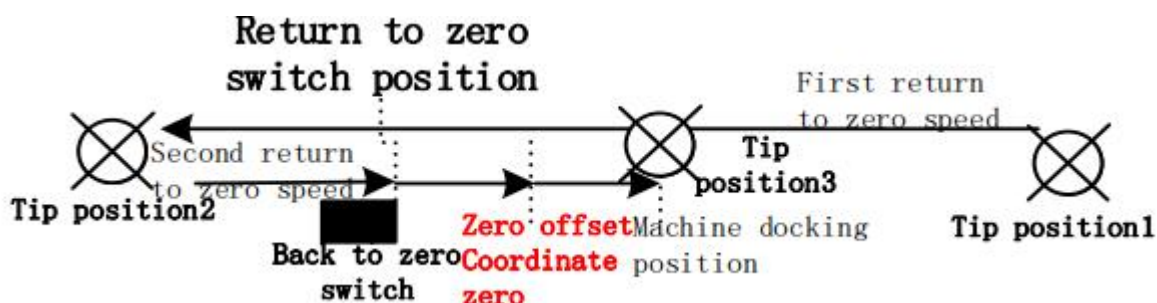 Return to zero
switch position
First return
to zero speed
Second return
to zero speed
Tip
position3
Tip position2
Tip position1
Back to zero
switch
Zero offset
Coordinate
zero
Machine docking
position